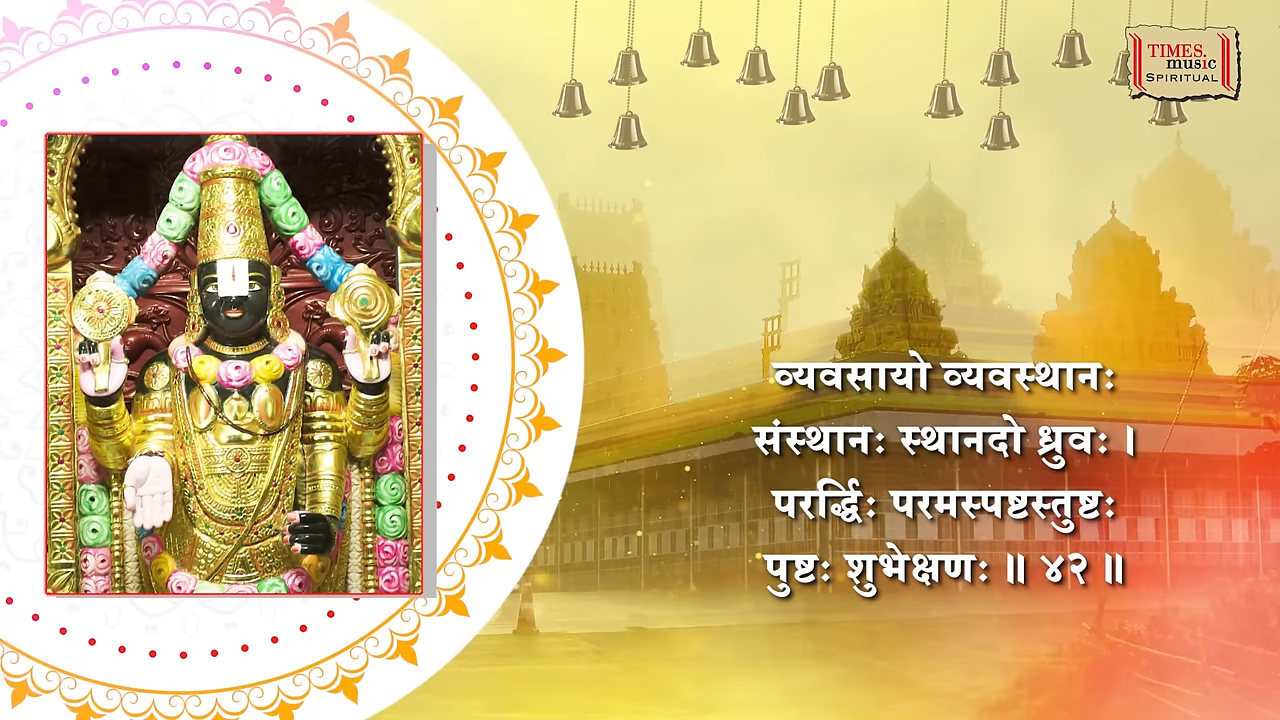 TIMES.
music
SPIRITUAL
व्यवसायो व्यवस्थानः
संस्थानः स्थानदो ध्रुवः ।
परर्द्धिः परमस्पष्टस्तुष्टः
पुष्टः शुभेक्षणः ॥ ४२ ॥